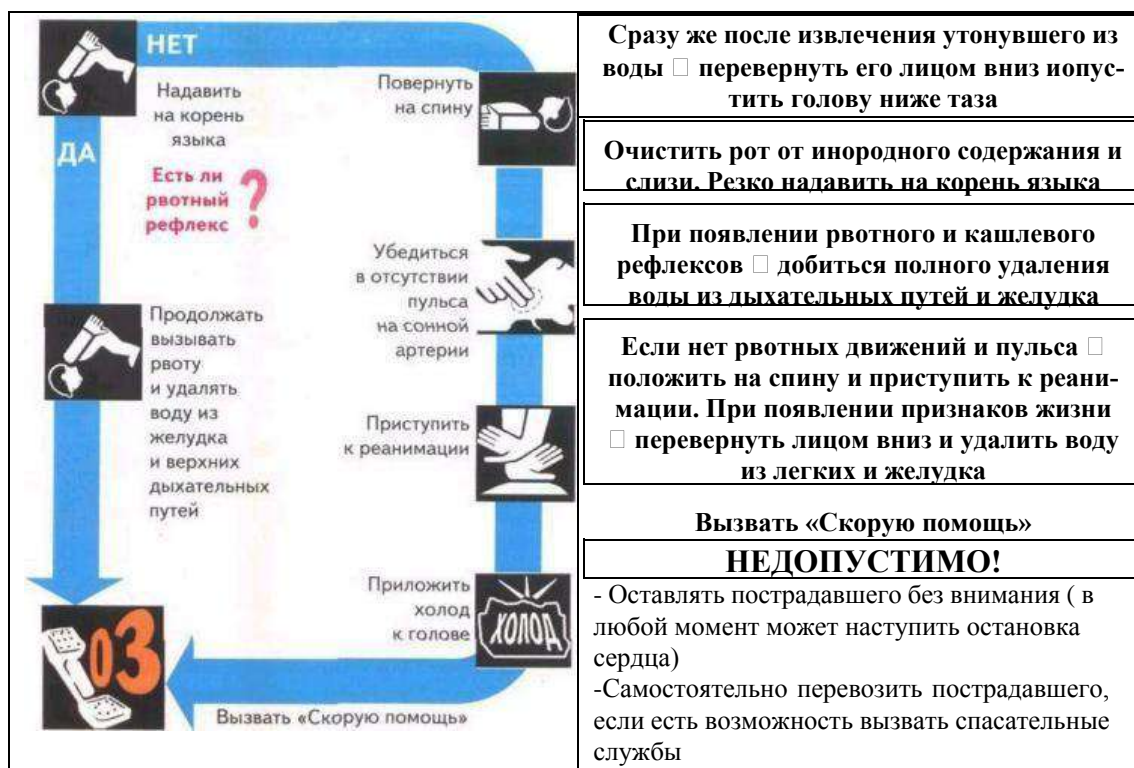 НЕТ
Надавить
на корень
языка
ДА
Есть ли
рвотный
рефлекс
?
Продолжать
вызывать
рвоту
и удалять
воду из
желудка
и верхних
дыхательных
путей
Повернуть
на спину
Убедиться
в отсутствии
пульса
на сонной
артерии
Приступить
к реанимации
Приложить
холод
к голове
ХОЛОД
03
Вызвать «Скорую помощь»
Сразу же после извлечения утонувшего из
воды □ перевернуть его лицом вниз иопус-
тить голову ниже таза
Очистить рот от инородного содержания и
слизи. Резко надавить на корень языка
При появлении рвотного и кашлевого
рефлексов □ добиться полного удаления
воды из дыхательных путей и желудка
Если нет рвотных движений и пульса □
положить на спину и приступить к реани-
мации. При появлении признаков жизни
□ перевернуть лицом вниз и удалить воду
из легких и желудка
Вызвать «Скорую помощь»
НЕДОПУСТИМО!
- Оставлять пострадавшего без внимания ( в
любой момент может наступить остановка
сердца)
-Самостоятельно перевозить пострадавшего,
если есть возможность вызвать спасательные
службы